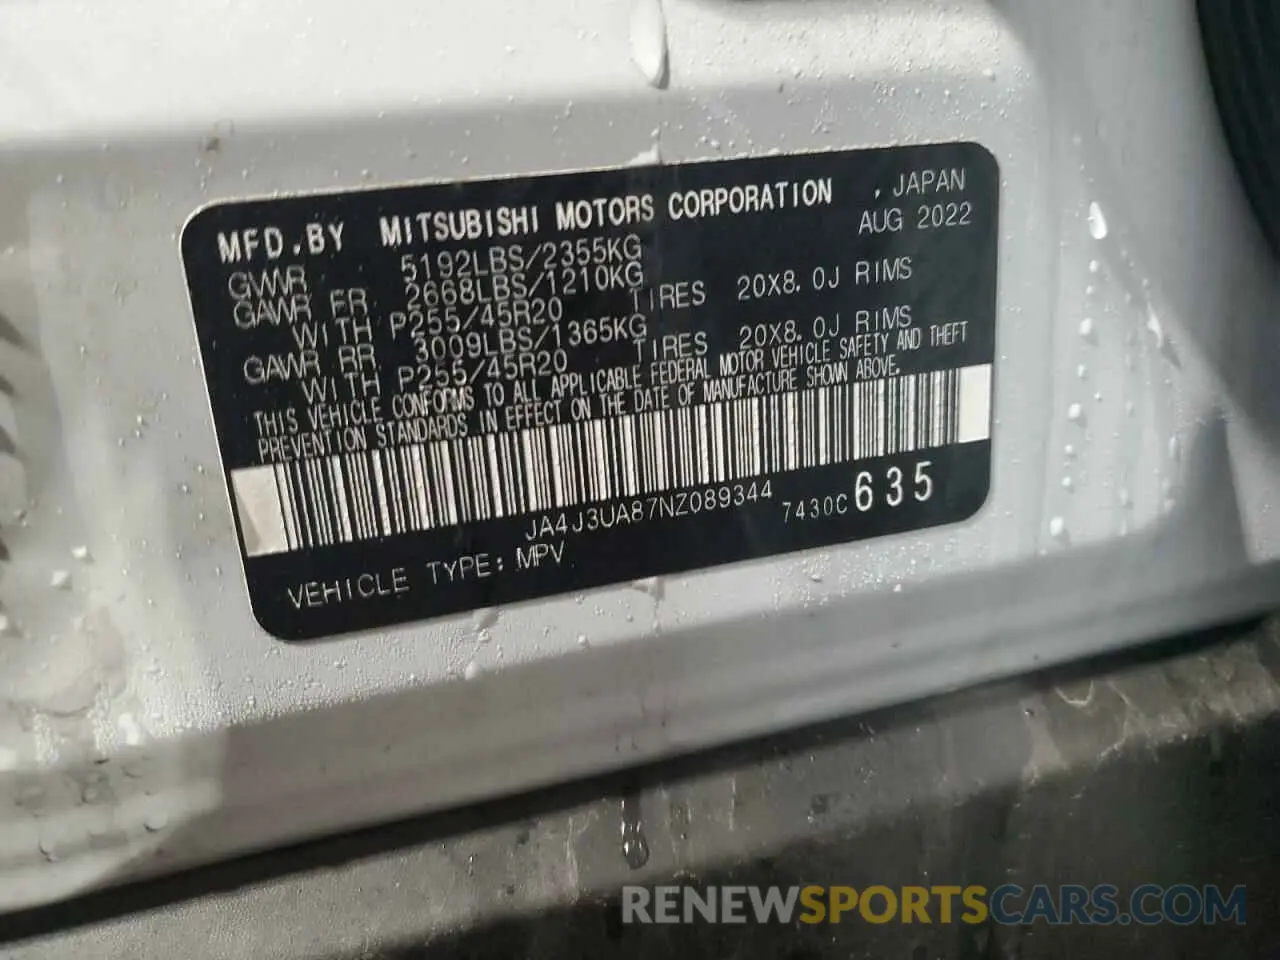 MFD.BY MITSUBISHI MOTORS CORPORATION , JAPAN
AUG 2022
GVWR 5192LBS/2355KG
GAWR FR 2668LBS/1210KG
WITH P255/45R20 TIRES 20X8.0J RIMS
GAWR RR 3009LBS/1365KG
WITH P255/45R20 TIRES 20X8.0J RIMS
THIS VEHICLE CONFORMS TO ALL APPLICABLE FEDERAL MOTOR VEHICLE SAFETY AND THEFT
PREVENTION STANDARDS IN EFFECT ON THE DATE OF MANUFACTURE SHOWN ABOVE.
JA4J3UA87NZ089344 7430C 635
VEHICLE TYPE: MPV
RENEWSPORTSCARS.COM